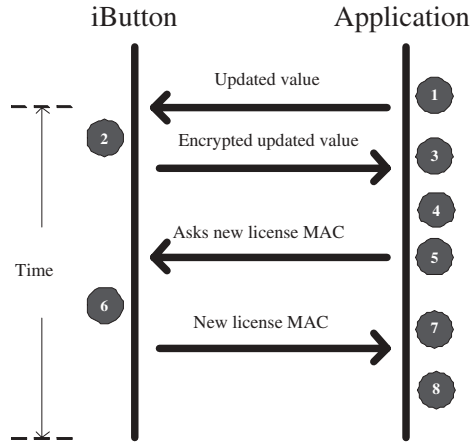 iButton Application
Updated value
1
2
Encrypted updated value
3
4
Asks new license MAC
5
Time
6
New license MAC
7
8